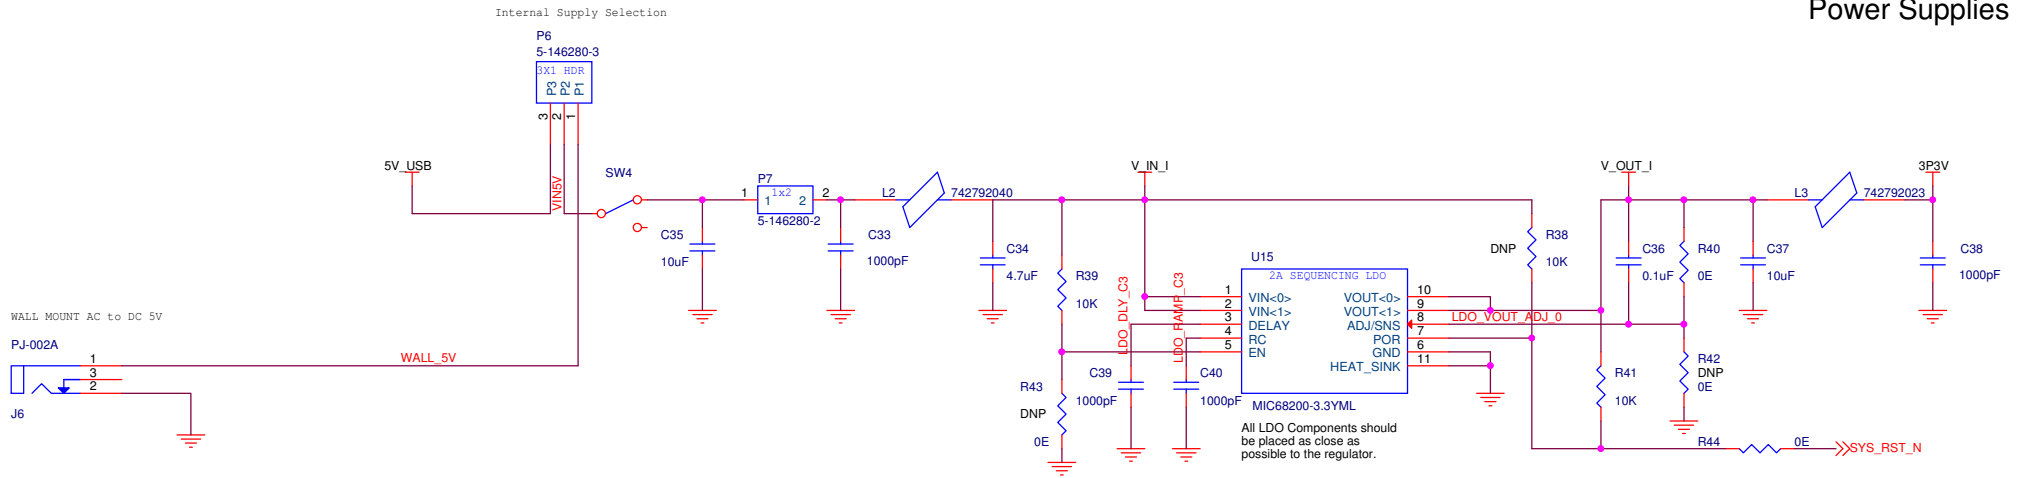 Power Supplies
Internal Supply Selection
P6
5-146280-3
3X1 HDR
P3
P2
P1
3
2
1
5V_USB
VIN5V
SW4
C35
10uF
P7
1
1x2
2
1
2
5-146280-2
C33
1000pF
L2
742792040
C34
4.7uF
V_IN_I
R39
10K
R43
DNP
0E
LDO_DLY_C3
LDO_RAMP_C3
C39
1000pF
C40
1000pF
U15
2A SEQUENCING LDO
1
VIN<0>
VOUT<0>
10
2
VIN<1>
VOUT<1>
9
3
DELAY
ADJ/SNS
8
4
RC
POR
7
5
EN
GND
6
HEAT_SINK
11
MIC68200-3.3YML
All LDO Components should
be placed as close as
possible to the regulator.
LDO_VOUT_ADJ_0
DNP
R38
10K
V_OUT_I
C36
0.1uF
R40
0E
C37
10uF
L3
742792023
3P3V
C38
1000pF
R41
10K
R42
DNP
0E
R44
0E
SYS_RST_N
WALL MOUNT AC to DC 5V
PJ-002A
1
3
2
J6
WALL_5V